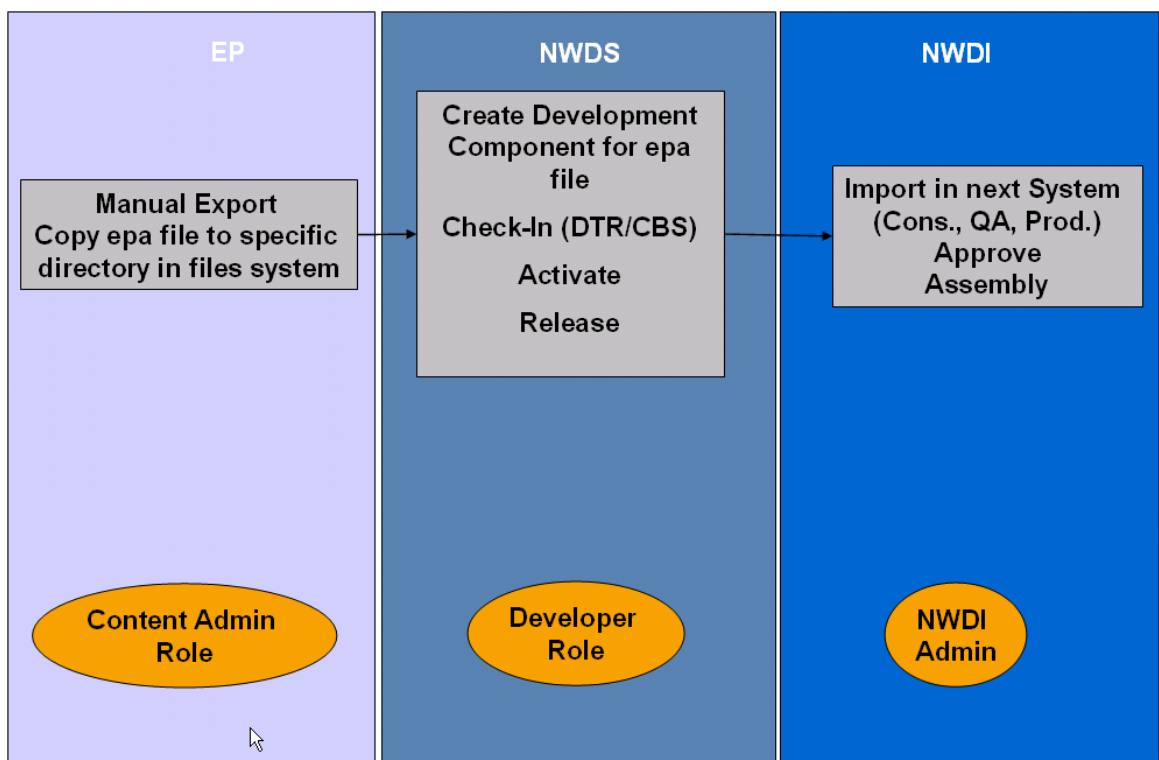 EP
Manual Export
Copy epa file to specific
directory in files system
Content Admin
Role
NWDS
Create Development
Component for epa
file
Check-In (DTR/CBS)
Activate
Release
Developer
Role
NWDI
Import in next System
(Cons., QA, Prod.)
Approve
Assembly
NWDI
Admin